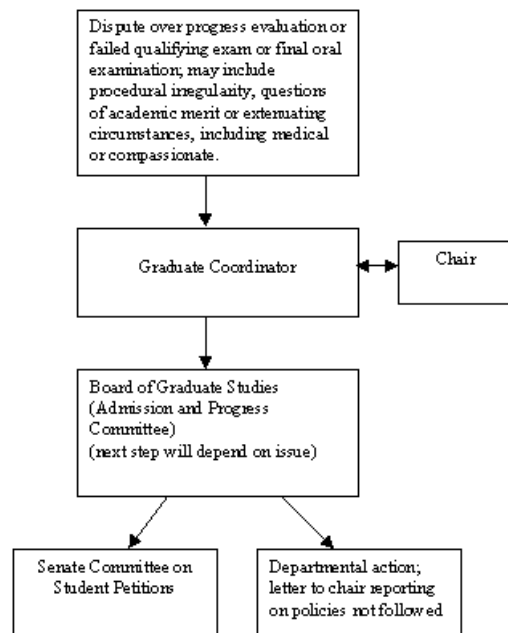 Dispute over progress evaluation or
failed qualifying exam or final oral
examination; may include
procedural irregularity, questions
of academic merit or extenuating
circumstances, including medical
or compassionate.
Graduate Coordinator
Chair
Board of Graduate Studies
(Admission and Progress
Committee)
(next step will depend on issue)
Senate Committee on
Student Petitions
Departmental action;
letter to chair reporting
on policies not followed